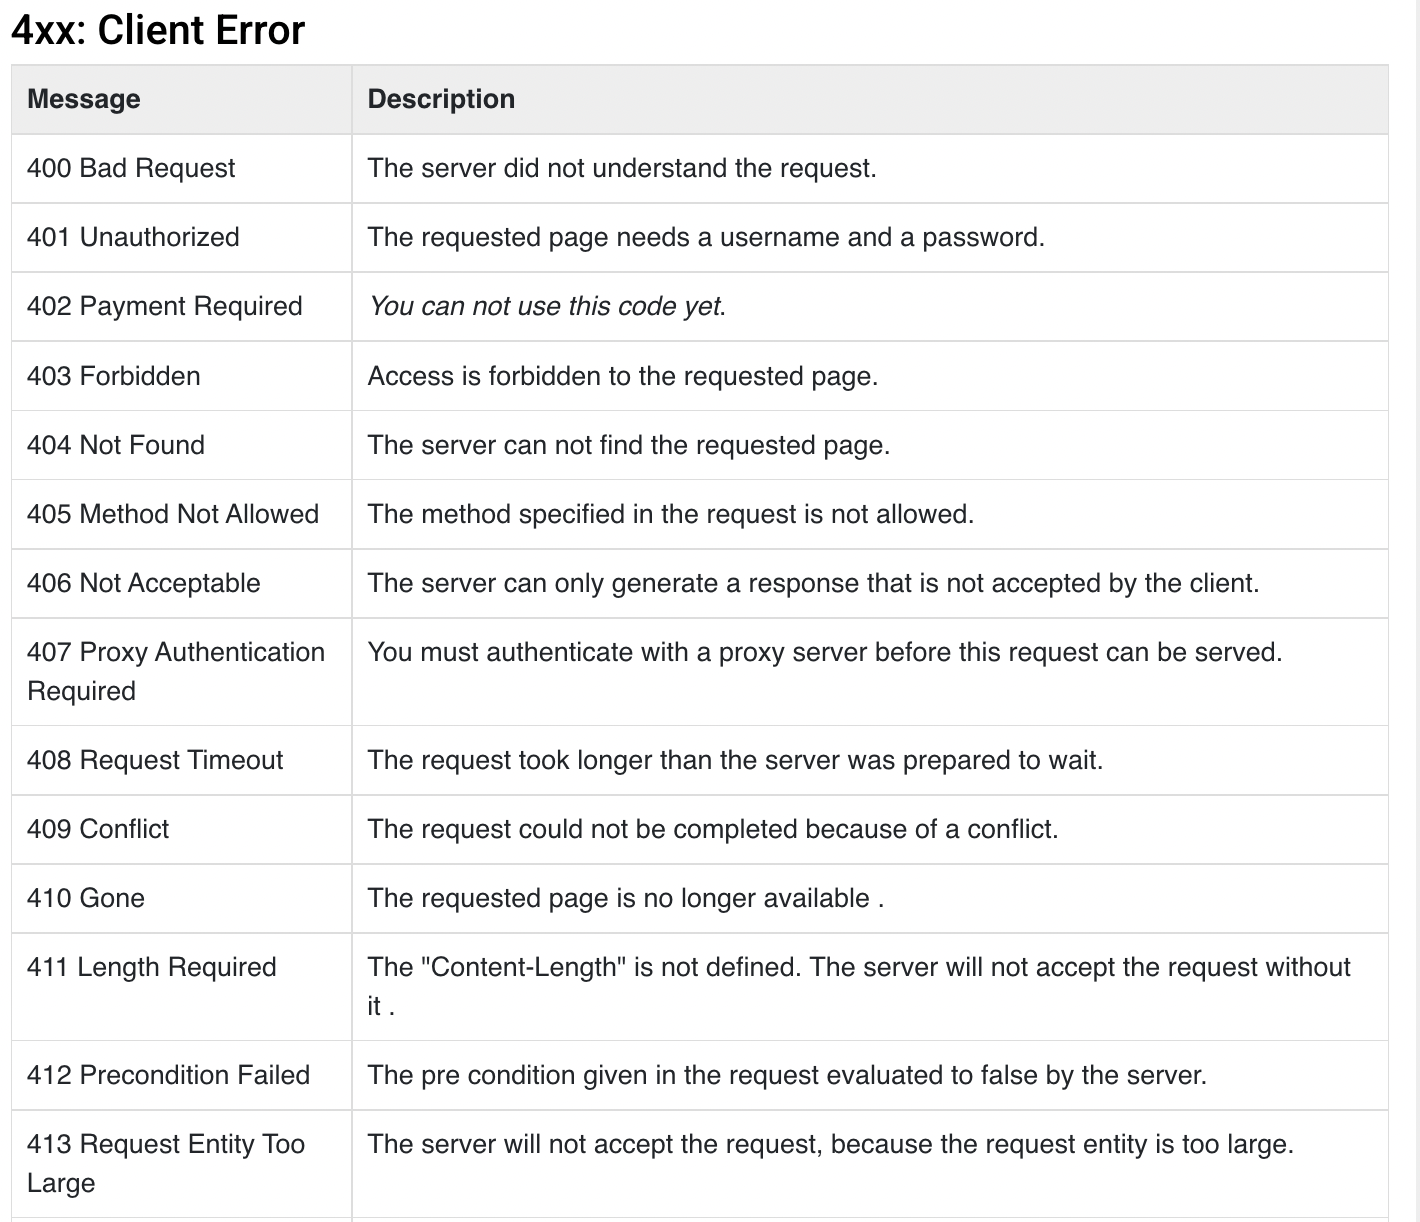 4xx: Client Error
Message Description
400 Bad Request The server did not understand the request.
401 Unauthorized The requested page needs a username and a password.
402 Payment Required You can not use this code yet.
403 Forbidden Access is forbidden to the requested page.
404 Not Found The server can not find the requested page.
405 Method Not Allowed The method specified in the request is not allowed.
406 Not Acceptable The server can only generate a response that is not accepted by the client.
407 Proxy Authentication You must authenticate with a proxy server before this request can be served.
Required
408 Request Timeout The request took longer than the server was prepared to wait.
409 Conflict The request could not be completed because of a conflict.
410 Gone The requested page is no longer available .
411 Length Required The "Content-Length" is not defined. The server will not accept the request without
it .
412 Precondition Failed The pre condition given in the request evaluated to false by the server.
413 Request Entity Too The server will not accept the request, because the request entity is too large.
Large